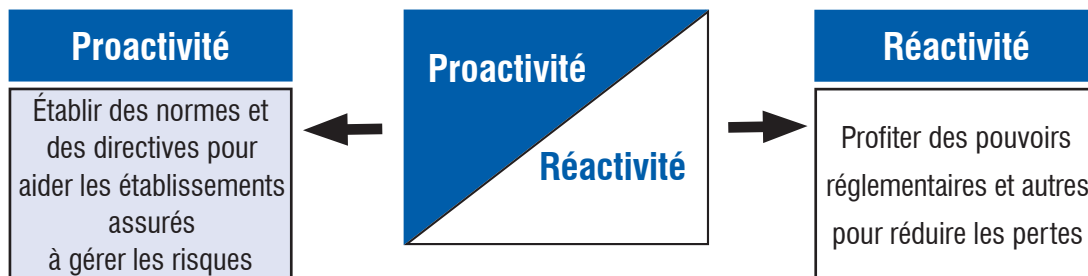 Proactivité
Établir des normes et
des directives pour
aider les établissements
assurés
à gérer les risques
Proactivité
Réactivité
Réactivité
Profiter des pouvoirs
réglementaires et autres
pour réduire les pertes